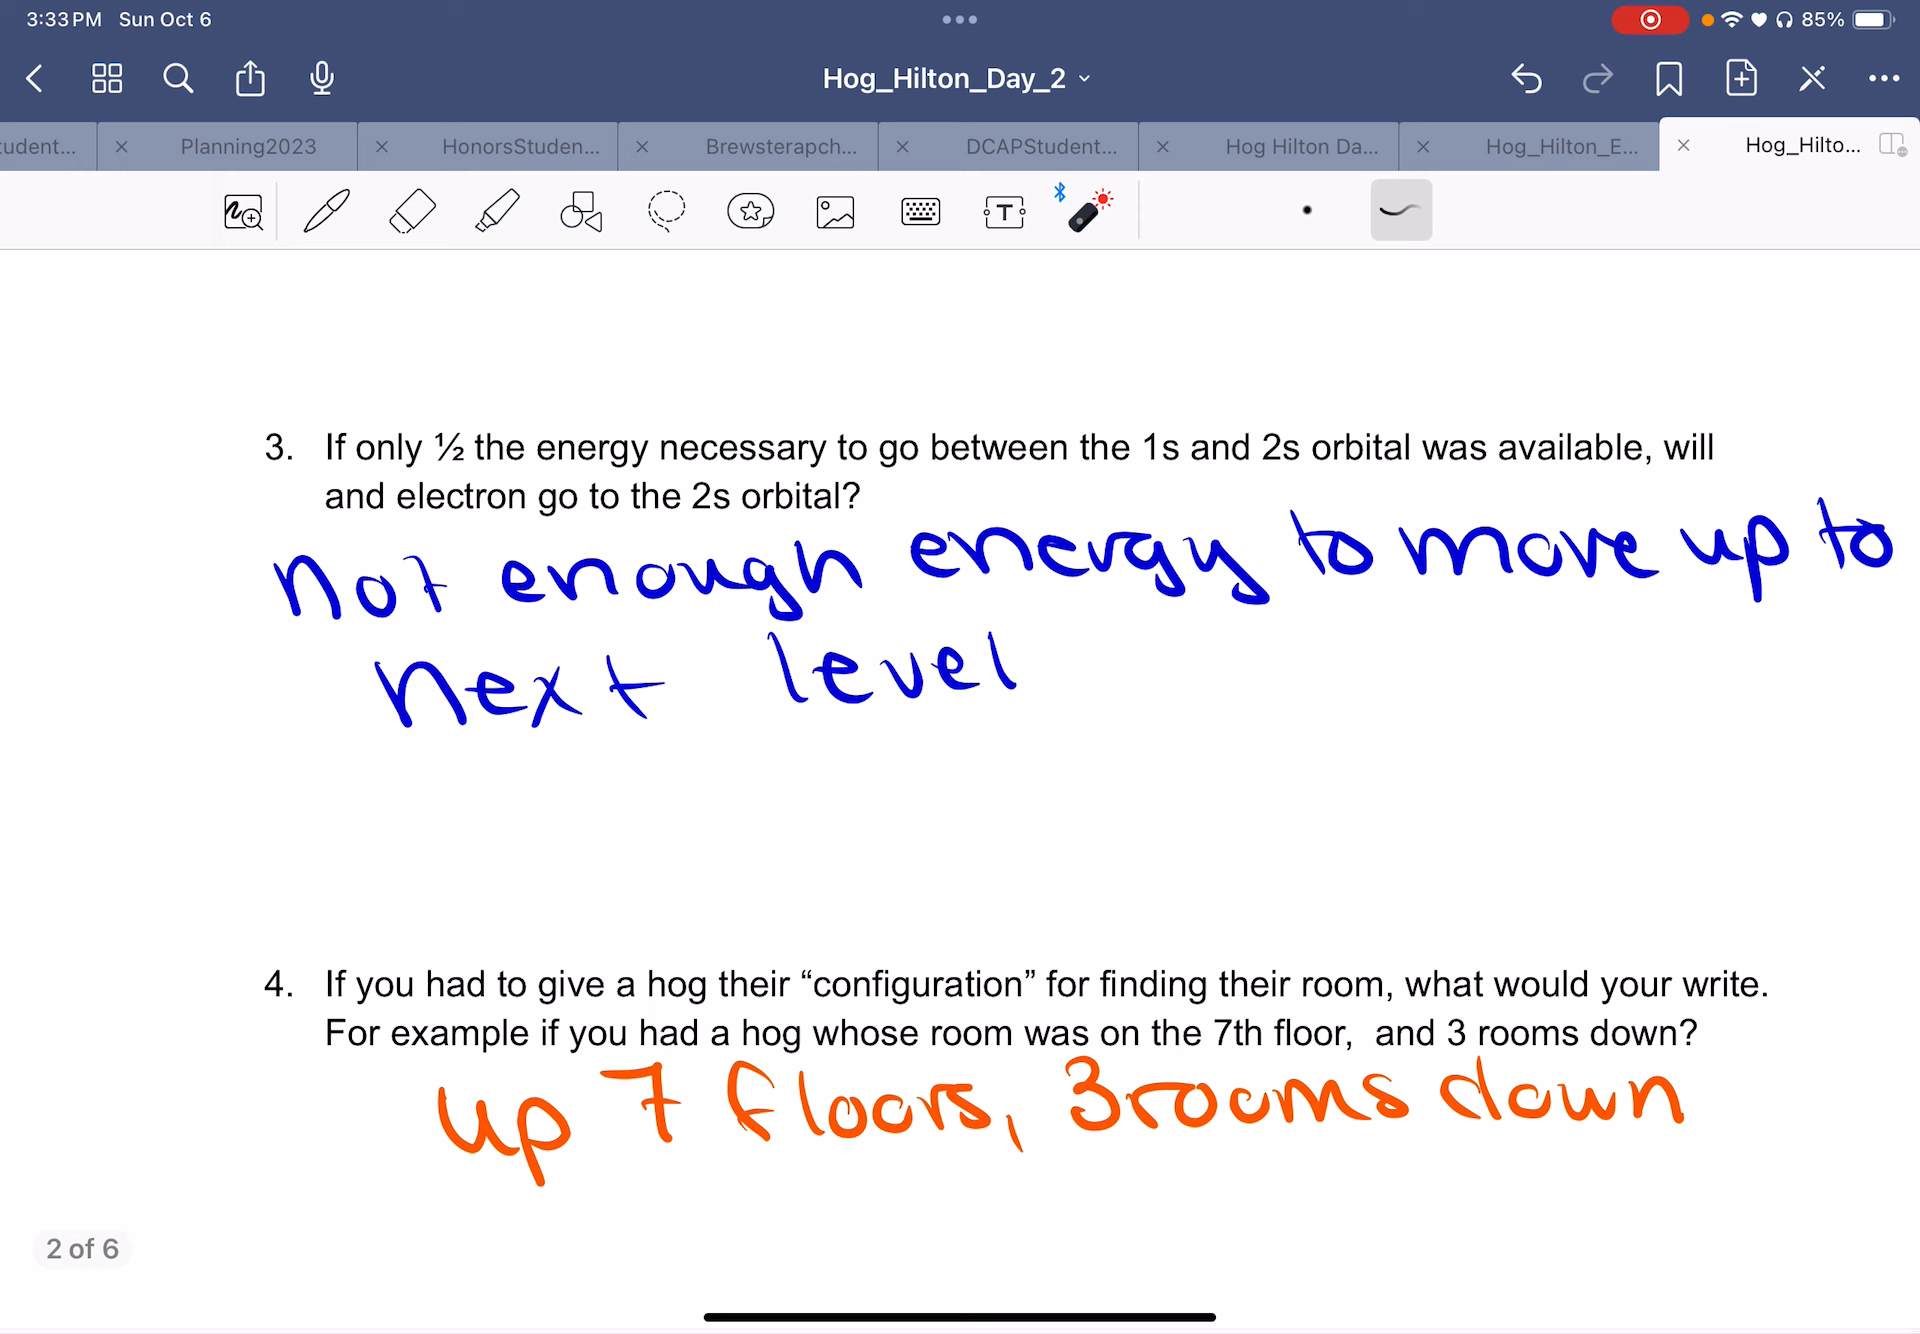 3:33 PM Sun Oct 6
85%
Hog_Hilton_Day_2
tudent... Planning2023 HonorsStuden... Brewsterapch... DCAPStudent... Hog Hilton Da... Hog_Hilton_E... Hog_Hilto...
3. If only ½ the energy necessary to go between the 1s and 2s orbital was available, will
and electron go to the 2s orbital?
not enough energy to move up to
next level
4. If you had to give a hog their “configuration” for finding their room, what would your write.
For example if you had a hog whose room was on the 7th floor, and 3 rooms down?
up 7 floors, 3 rooms down
2 of 6